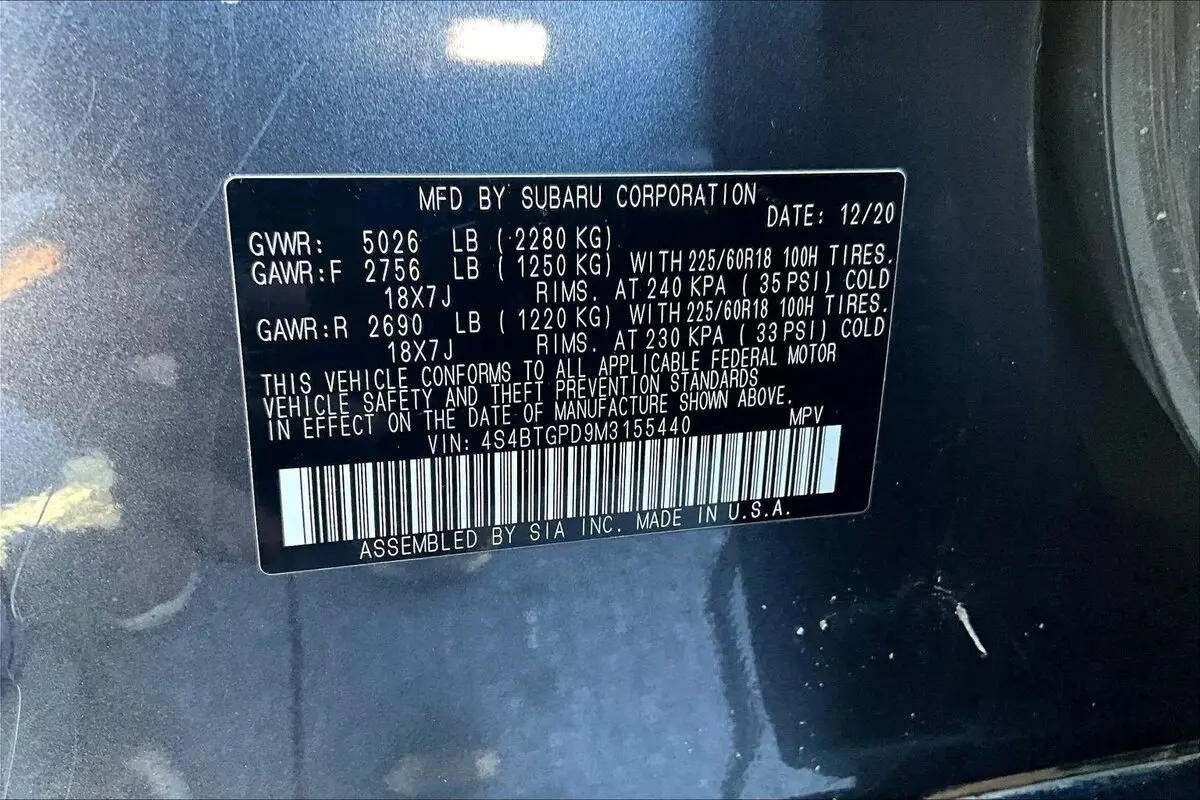 MFD BY SUBARU CORPORATION
DATE: 12/20
GVWR: 5026 LB ( 2280 KG)
GAWR:F 2756 LB ( 1250 KG) WITH 225/60R18 100H TIRES.
18X7J RIMS. AT 240 KPA ( 35 PSI) COLD
GAWR:R 2690 LB ( 1220 KG) WITH 225/60R18 100H TIRES.
18X7J RIMS. AT 230 KPA ( 33 PSI) COLD
THIS VEHICLE CONFORMS TO ALL APPLICABLE FEDERAL MOTOR
VEHICLE SAFETY AND THEFT PREVENTION STANDARDS
IN EFFECT ON THE DATE OF MANUFACTURE SHOWN ABOVE.
VIN: 4S4BTGPD9M3155440 MPV
ASSEMBLED BY SIA INC. MADE IN U.S.A.